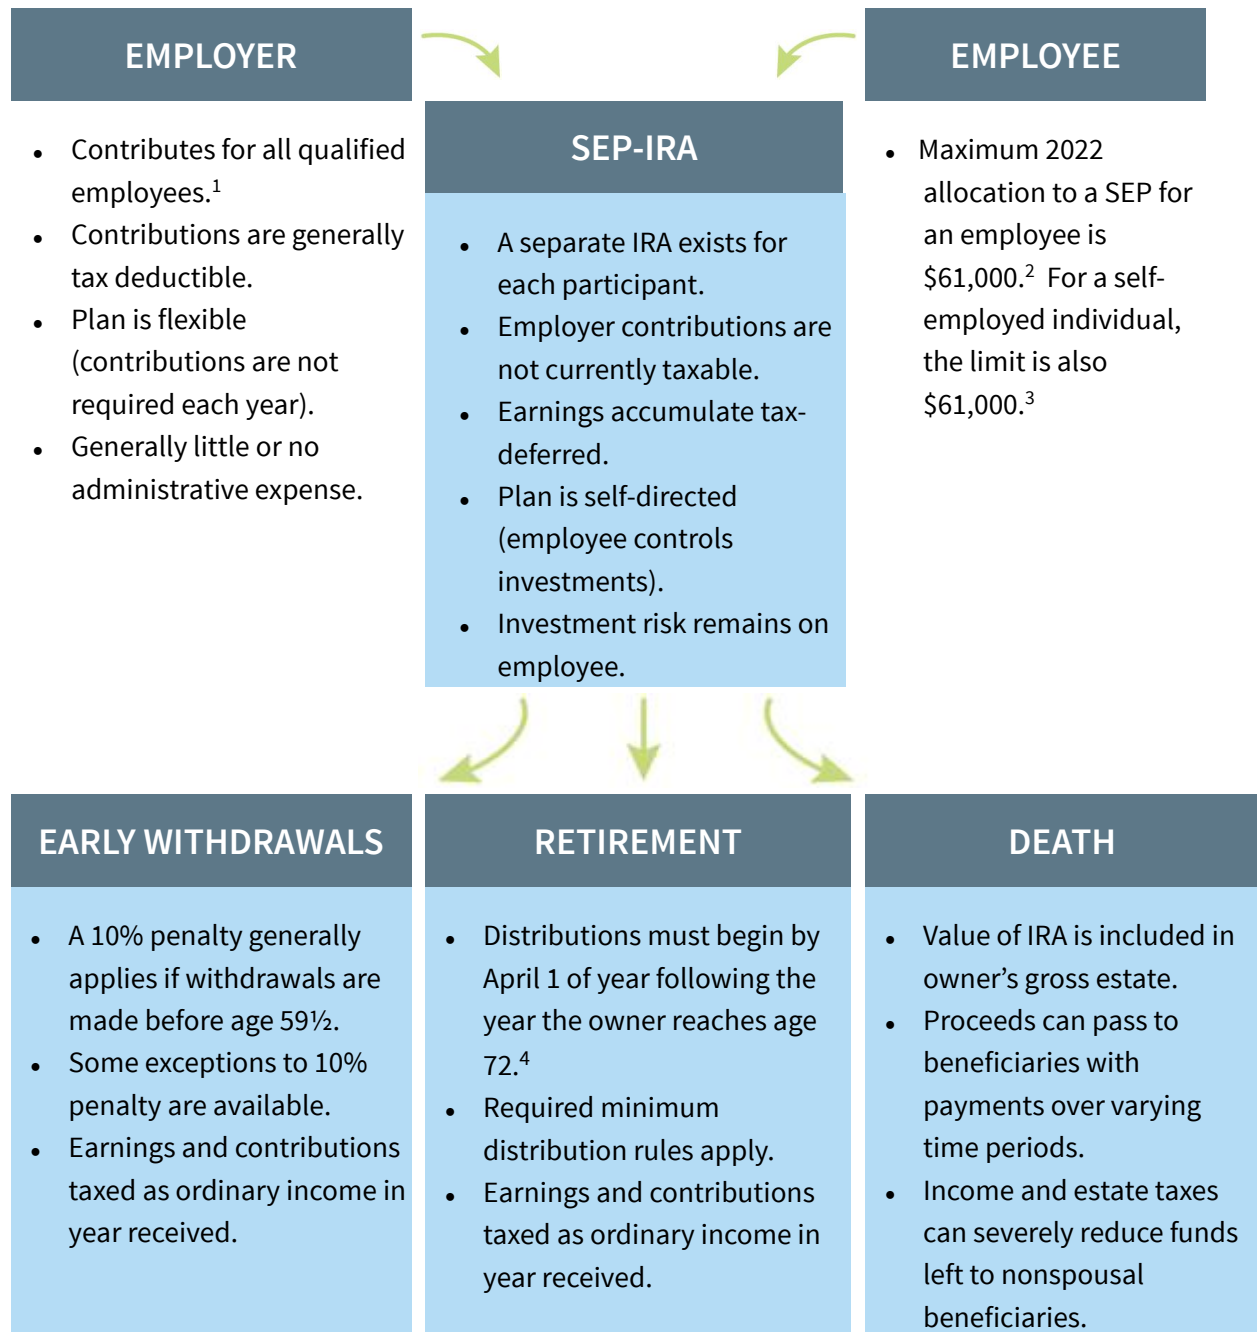 EMPLOYER
• Contributes for all qualified
employees.¹
• Contributions are generally
tax deductible.
• Plan is flexible
(contributions are not
required each year).
• Generally little or no
administrative expense.
SEP-IRA
• A separate IRA exists for
each participant.
• Employer contributions are
not currently taxable.
• Earnings accumulate tax-
deferred.
• Plan is self-directed
(employee controls
investments).
• Investment risk remains on
employee.
EMPLOYEE
• Maximum 2022
allocation to a SEP for
an employee is
$61,000.² For a self-
employed individual,
the limit is also
$61,000.³
EARLY WITHDRAWALS
• A 10% penalty generally
applies if withdrawals are
made before age 59½.
• Some exceptions to 10%
penalty are available.
• Earnings and contributions
taxed as ordinary income in
year received.
RETIREMENT
• Distributions must begin by
April 1 of year following the
year the owner reaches age
72.⁴
• Required minimum
distribution rules apply.
• Earnings and contributions
taxed as ordinary income in
year received.
DEATH
• Value of IRA is included in
owner’s gross estate.
• Proceeds can pass to
beneficiaries with
payments over varying
time periods.
• Income and estate taxes
can severely reduce funds
left to nonspousal
beneficiaries.